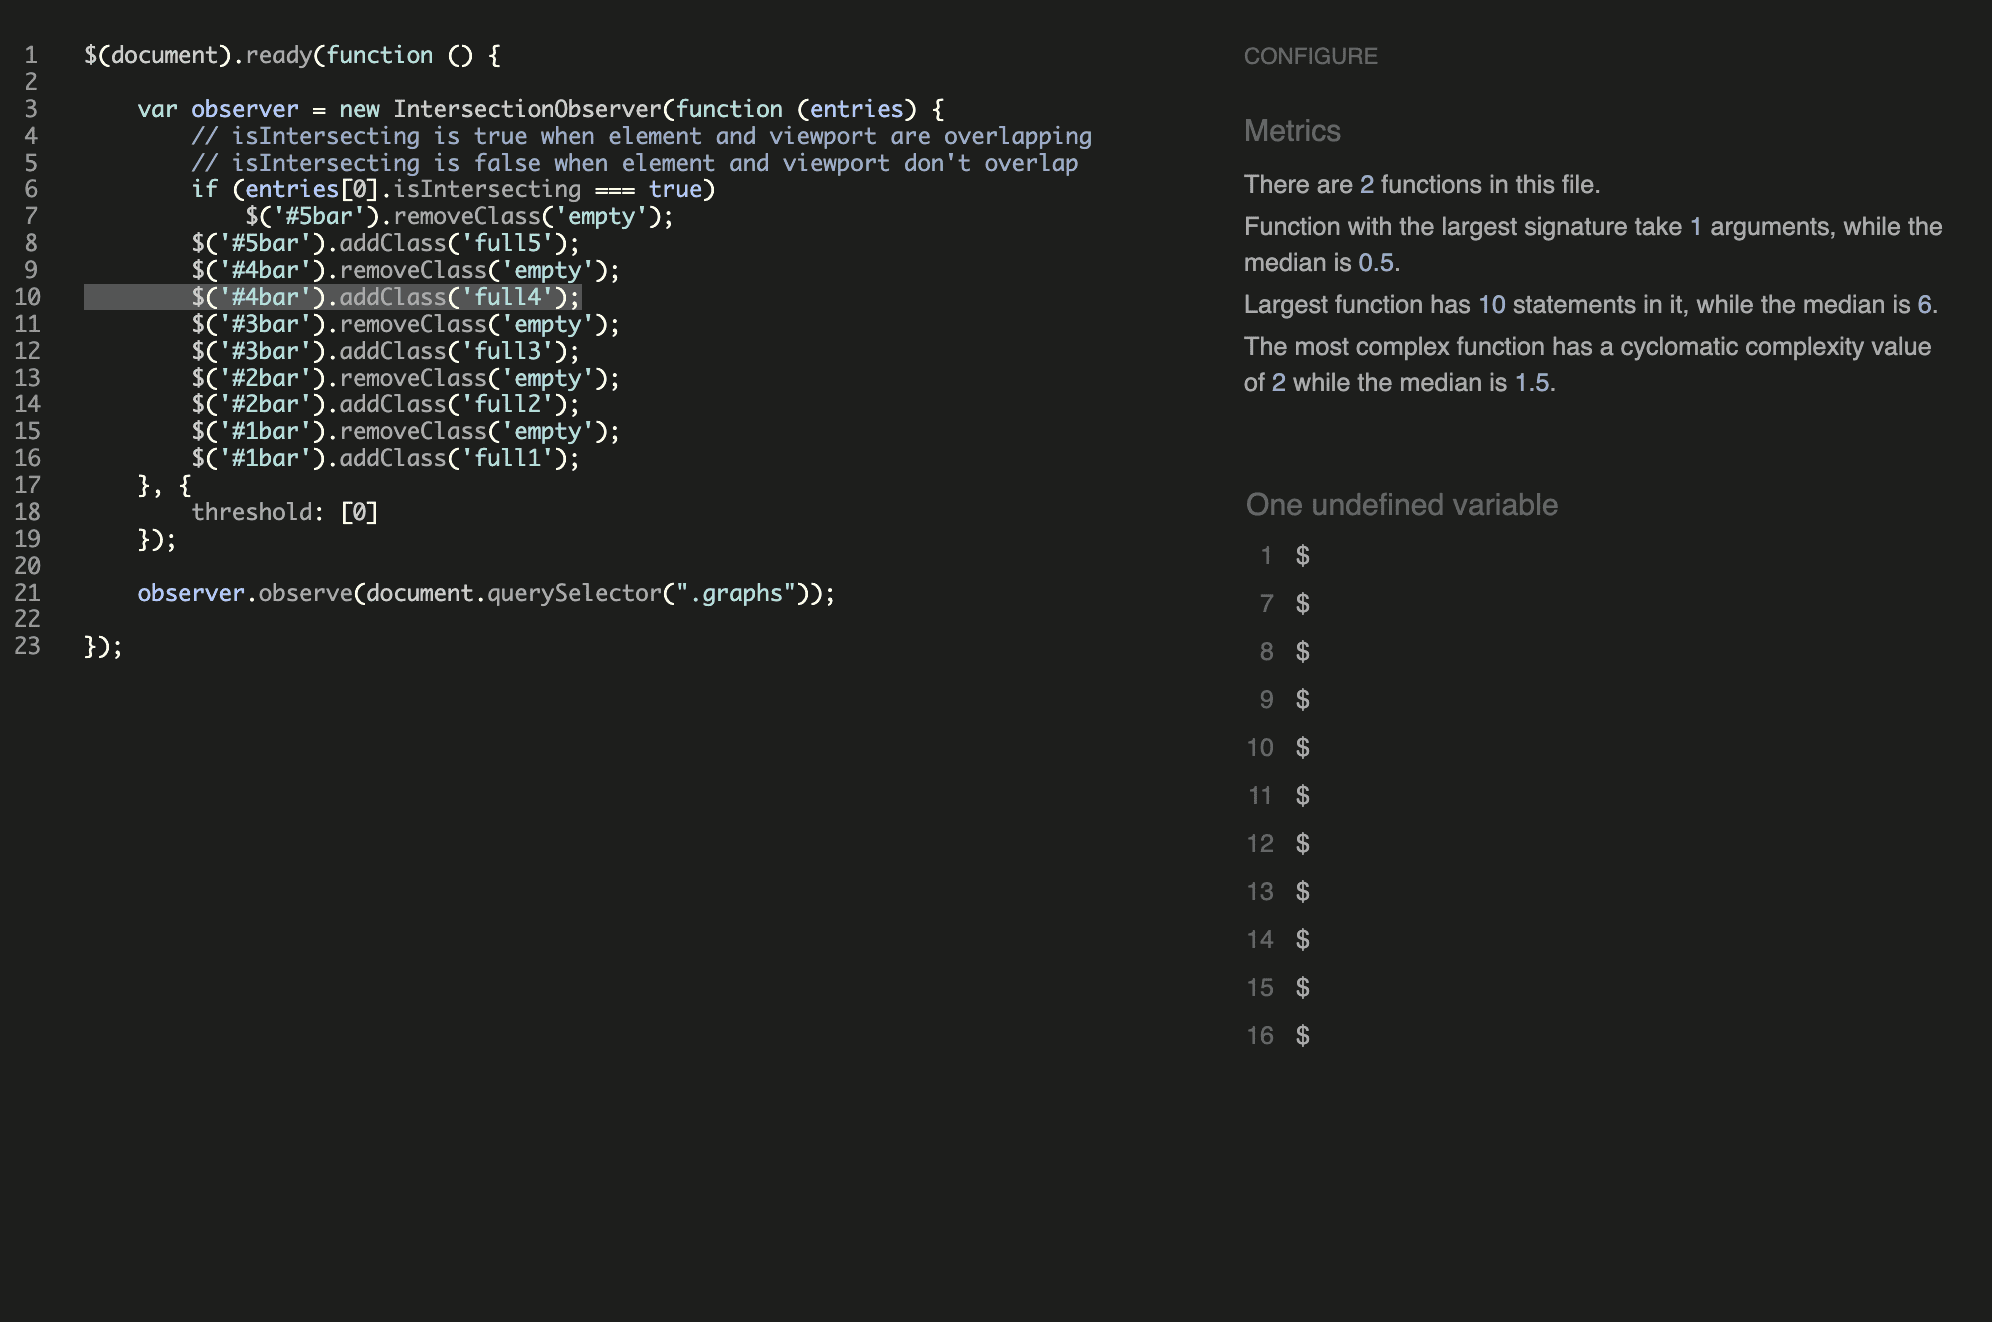 1 $(document).ready(function () {
2
3 var observer = new IntersectionObserver(function (entries) {
4 // isIntersecting is true when element and viewport are overlapping
5 // isIntersecting is false when element and viewport don't overlap
6 if (entries[0].isIntersecting === true)
7 $('#5bar').removeClass('empty');
8 $('#5bar').addClass('full5');
9 $('#4bar').removeClass('empty');
10 $('#4bar').addClass('full4');
11 $('#3bar').removeClass('empty');
12 $('#3bar').addClass('full3');
13 $('#2bar').removeClass('empty');
14 $('#2bar').addClass('full2');
15 $('#1bar').removeClass('empty');
16 $('#1bar').addClass('full1');
17 }, {
18 threshold: [0]
19 });
20
21 observer.observe(document.querySelector(".graphs"));
22
23 });
CONFIGURE
Metrics
There are 2 functions in this file.
Function with the largest signature take 1 arguments, while the
median is 0.5.
Largest function has 10 statements in it, while the median is 6.
The most complex function has a cyclomatic complexity value
of 2 while the median is 1.5.
One undefined variable
1 $
7 $
8 $
9 $
10 $
11 $
12 $
13 $
14 $
15 $
16 $